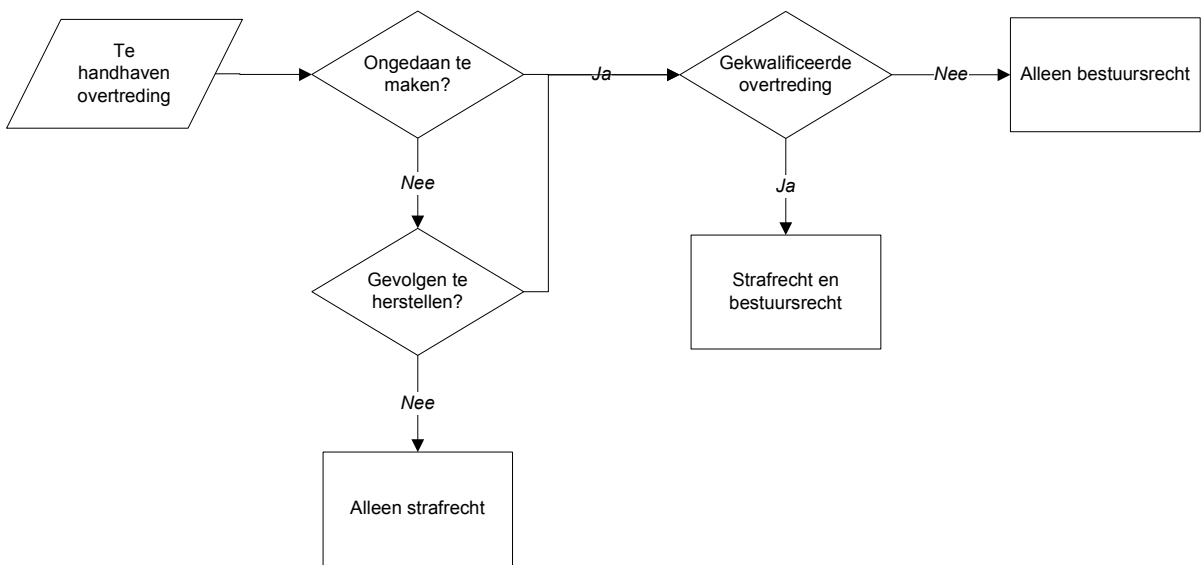 Te
handhaven
overtreding
Ongedaan te
maken?
Ja
Gekwalificeerde
overtreding
Nee
Alleen bestuursrecht
Nee
Ja
Gevolgen te
herstellen?
Strafrecht en
bestuursrecht
Nee
Alleen strafrecht